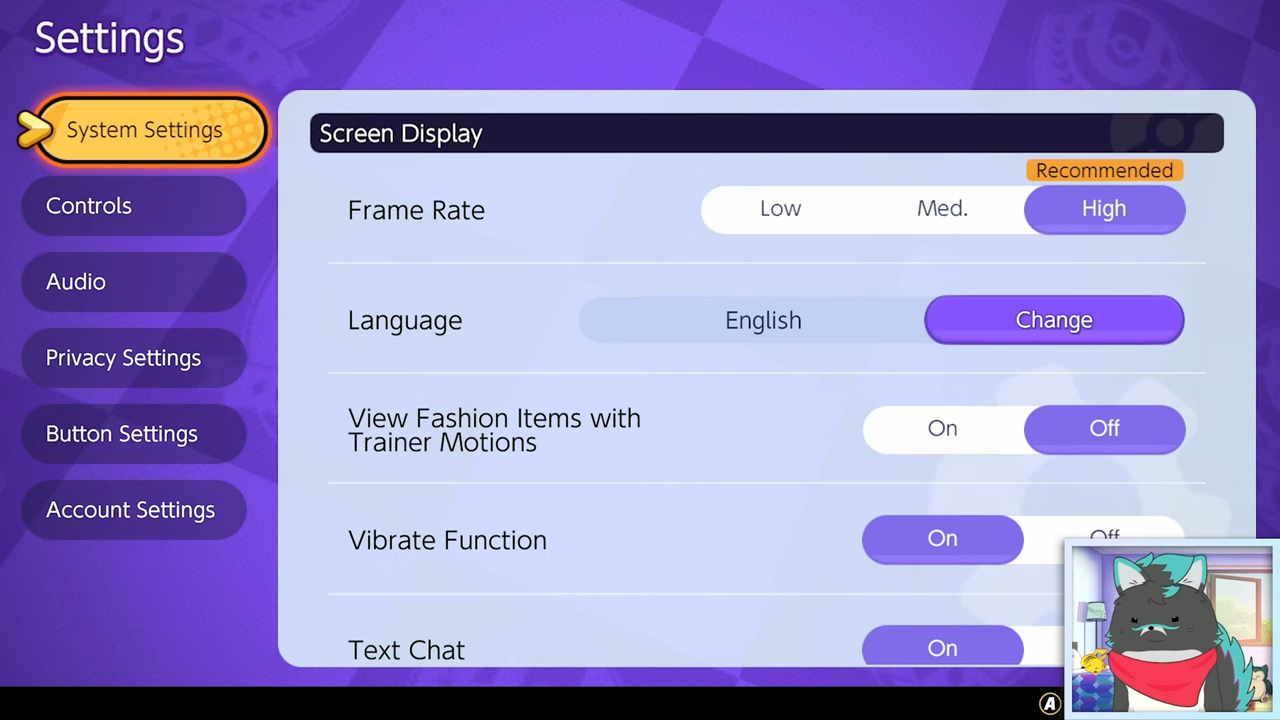 Settings
System Settings
Controls
Audio
Privacy Settings
Button Settings
Account Settings
Screen Display
Recommended
Frame Rate Low Med. High
Language English Change
View Fashion Items with
Trainer Motions On Off
Vibrate Function On Off
Text Chat On
A